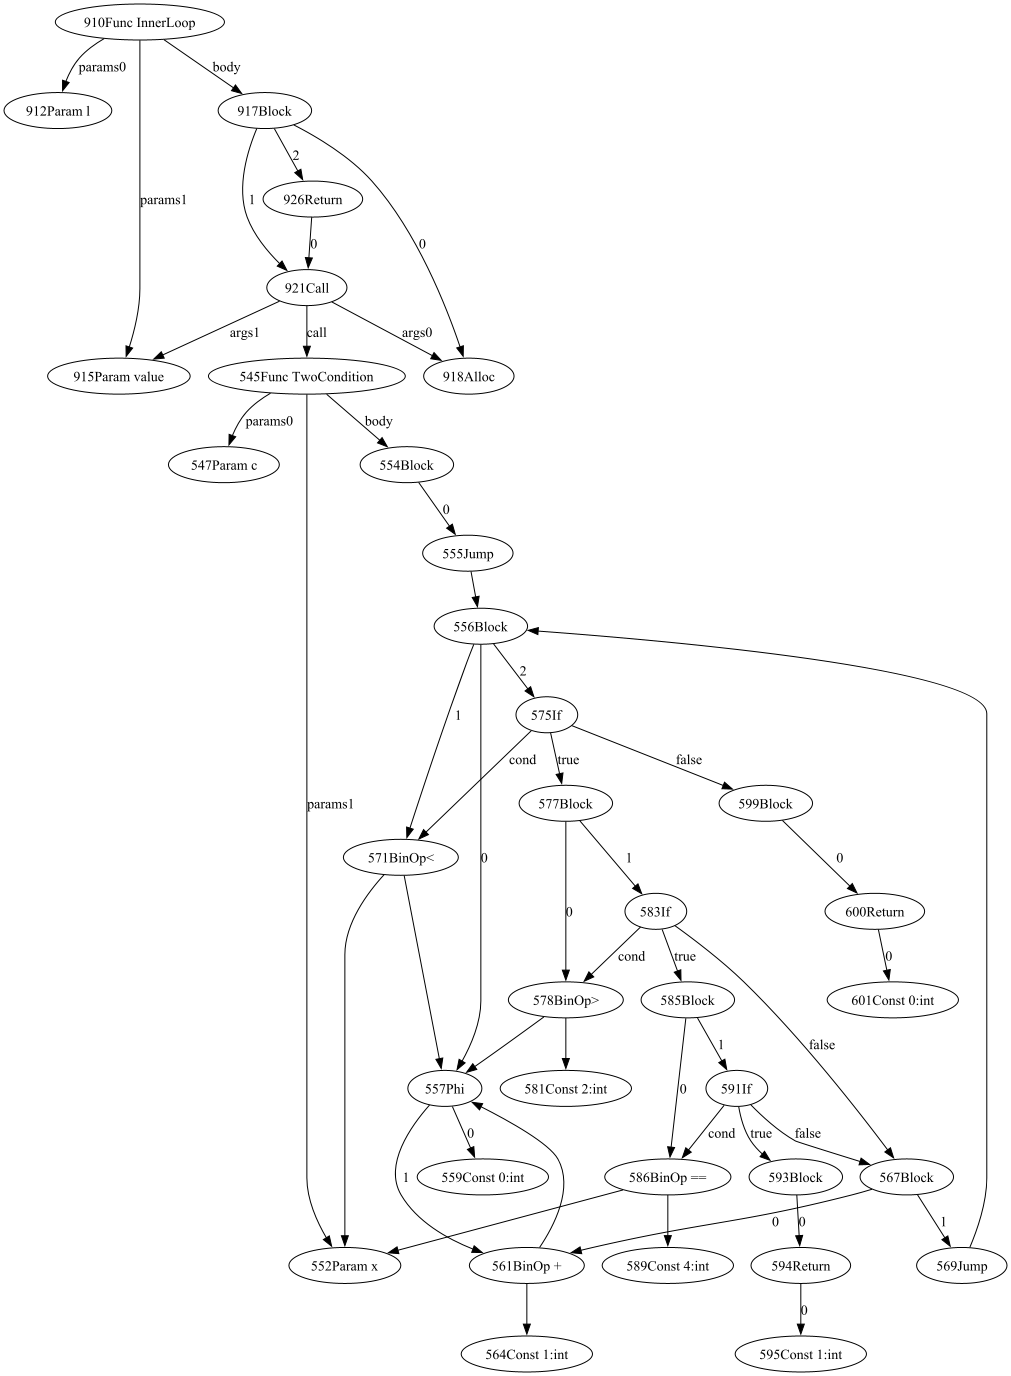 910Func InnerLoop
params0
body
912Param l
917Block
2
params1
1
926Return
0
0
921Call
args1
call
args0
915Param value
545Func TwoCondition
918Alloc
params0
body
547Param c
554Block
0
555Jump
556Block
2
1
575If
cond
true
false
params1
577Block
599Block
571BinOp<
0
1
0
0
583If
600Return
cond
true
0
578BinOp>
585Block
601Const 0:int
false
1
557Phi
581Const 2:int
0
591If
0
cond
true
false
1
559Const 0:int
586BinOp ==
593Block
567Block
0
0
1
552Param x
561BinOp +
589Const 4:int
594Return
569Jump
0
564Const 1:int
595Const 1:int